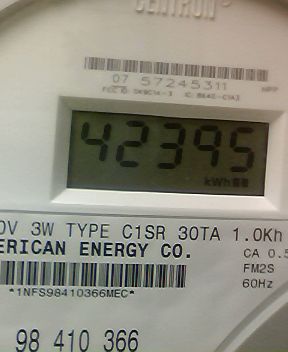 CENTRON
07 57245311
42395
kWh
0V 3W TYPE C1SR 30TA 1.0Kh
ERICAN ENERGY CO.
CA 0.5
FM2S
60Hz
*1NFS98410366MEC*
98 410 366